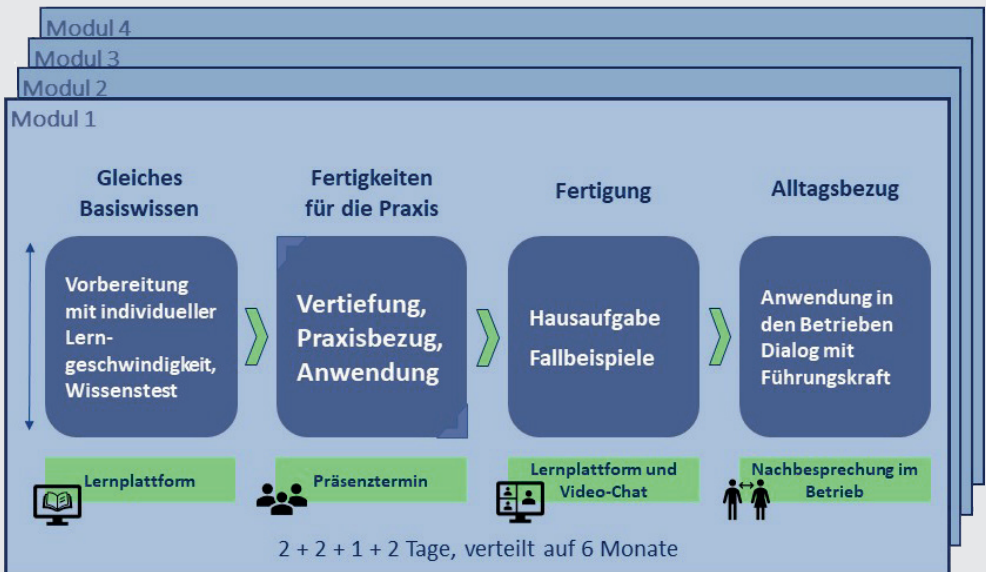 Modul 4
Modul 3
Modul 2
Modul 1
Gleiches
Basiswissen
Fertigkeiten
für die Praxis
Fertigung
Alltagsbezug
Vorbereitung
mit individueller
Lern-
geschwindigkeit,
Wissenstest
Vertiefung,
Praxisbezug,
Anwendung
Hausaufgabe
Fallbeispiele
Anwendung in
den Betrieben
Dialog mit
Führungskraft
Lernplattform
Präsenztermin
Lernplattform und
Video-Chat
Nachbesprechung im
Betrieb
2 + 2 + 1 + 2 Tage, verteilt auf 6 Monate